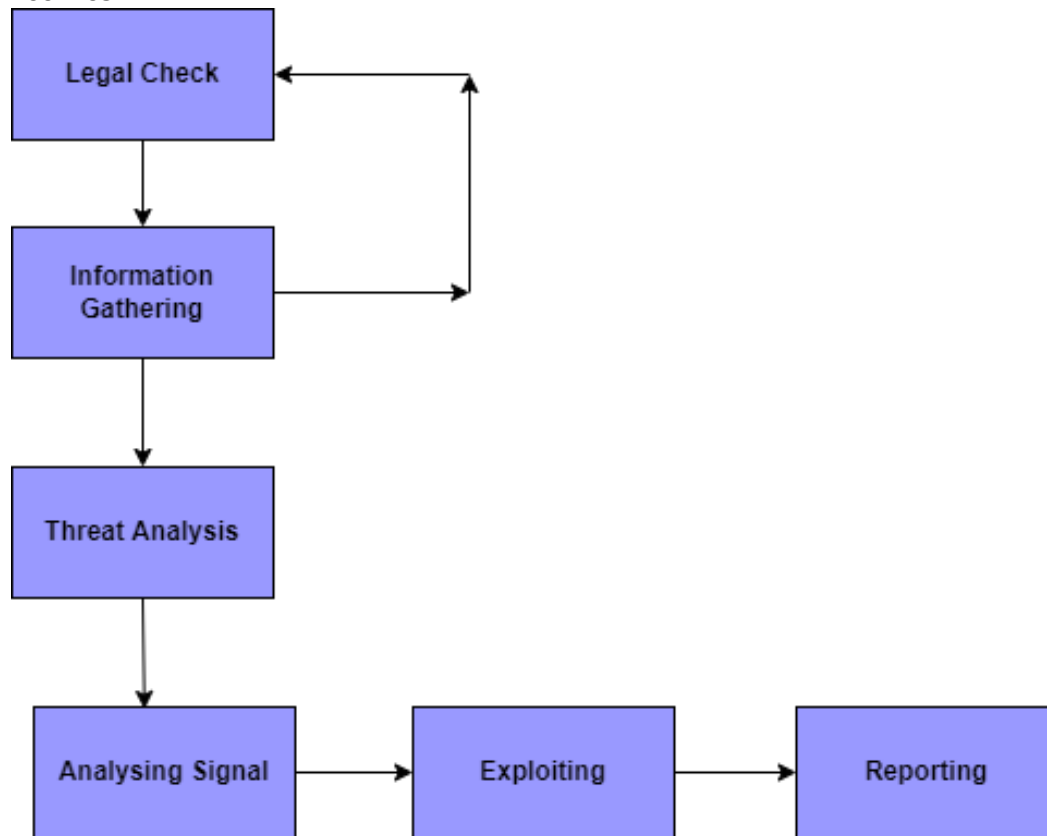 Legal Check
Information
Gathering
Threat Analysis
Analysing Signal
Exploiting
Reporting